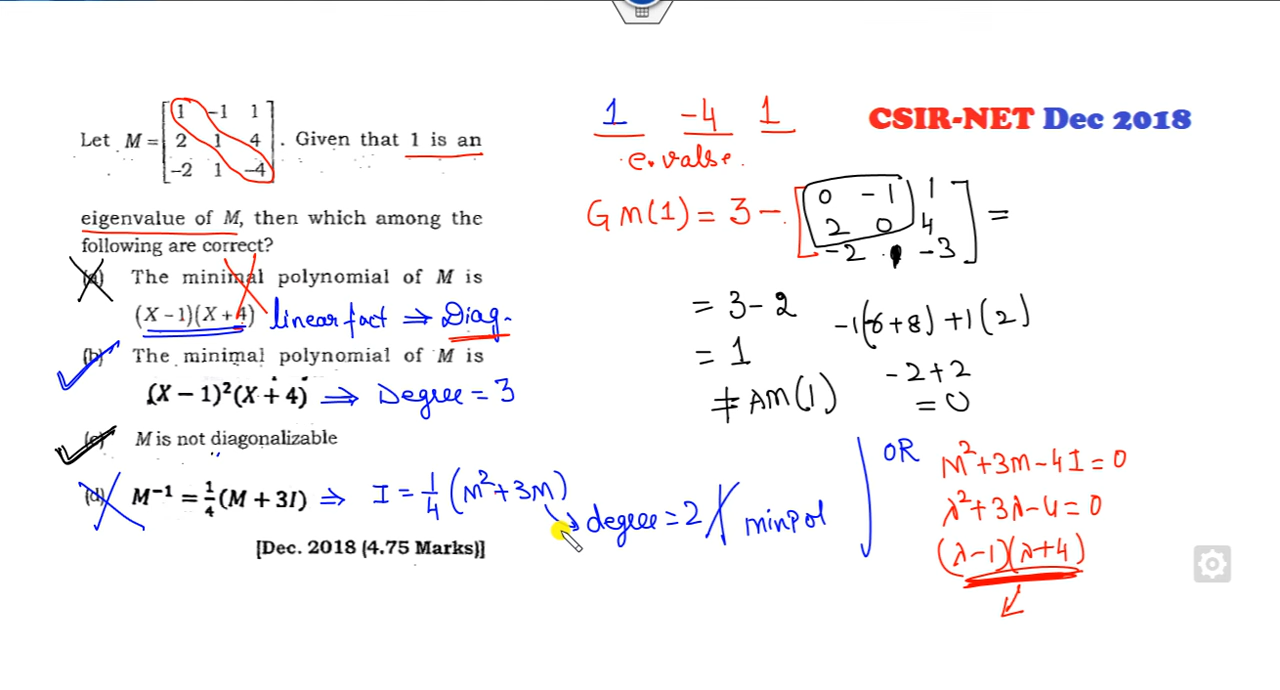 CSIR-NET Dec 2018
Let M = [ 1 -1 1
2 1 4
-2 1 -4 ] . Given that 1 is an
eigenvalue of M, then which among the
following are correct?
(a) The minimal polynomial of M is
(X − 1)(X + 4) linear fact ⇒ Diag.
(b) The minimal polynomial of M is
(X − 1)²(X + 4) ⇒ Degree = 3
(c) M is not diagonalizable
(d) M⁻¹ = 1/4 (M + 3I) ⇒ I = 1/4 (M² + 3M)
↳ degree = 2 minpol
[Dec. 2018 (4.75 Marks)]
1 -4 1
e.valse.
GM(1) = 3 - [ 0 -1 1
2 0 4
-2 1 -3 ] =
= 3 - 2
= 1
≠ AM(1)
-1(-6+8) + 1(2)
-2+2
= 0
OR
M² + 3M - 4I = 0
λ² + 3λ - 4 = 0
(λ-1)(λ+4)